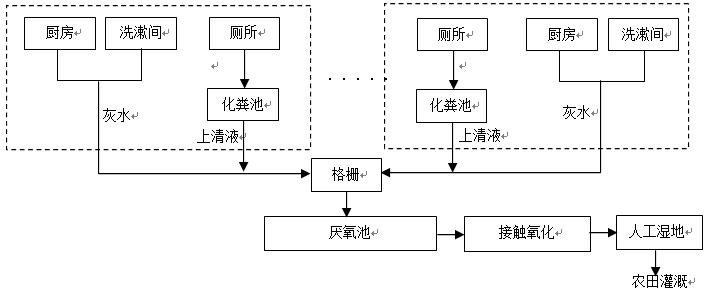 厨房
洗漱间
厕所
厕所
厨房
洗漱间
化粪池
化粪池
灰水
上清液
上清液
灰水
格栅
厌氧池
接触氧化
人工湿地
农田灌溉